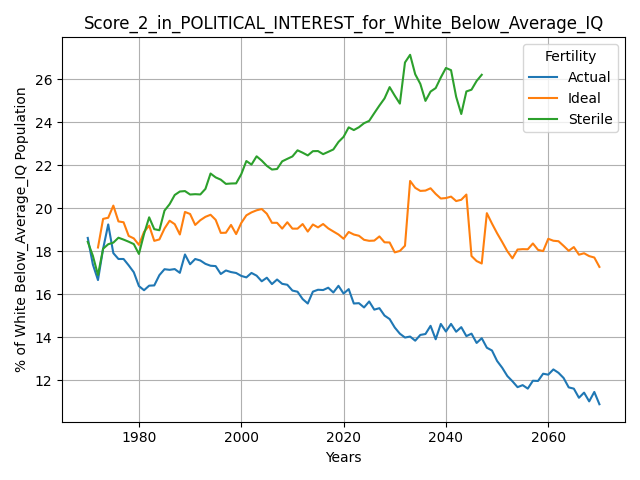 Score_2_in_POLITICAL_INTEREST_for_White_Below_Average_IQ
Fertility
Actual
Ideal
Sterile
% of White Below_Average_IQ Population
26
24
22
20
18
16
14
12
1980
2000
2020
2040
2060
Years